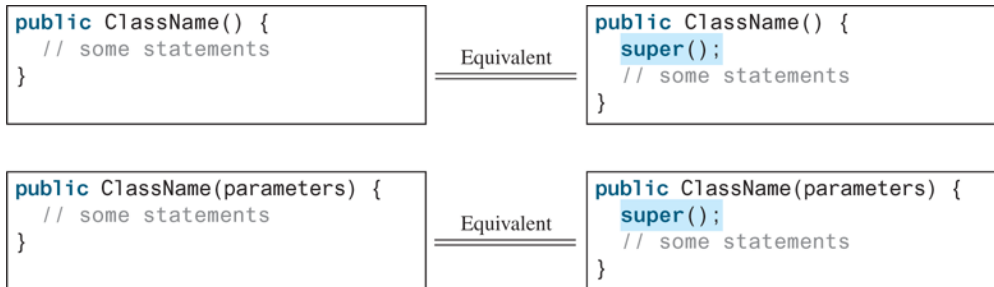 public ClassName() {
// some statements
}
Equivalent
public ClassName() {
super();
// some statements
}
public ClassName(parameters) {
// some statements
}
Equivalent
public ClassName(parameters) {
super();
// some statements
}